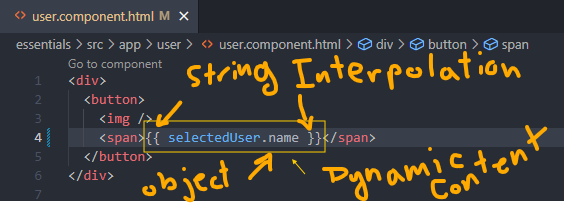 user.component.html M
essentials > src > app > user > user.component.html > div > button > span
Go to component
String Interpolation
1 <div>
2 <button>
3 <img />
4 <span>{{ selectedUser.name }}</span>
5 </button>
6 </div>
object
Dynamic
Content